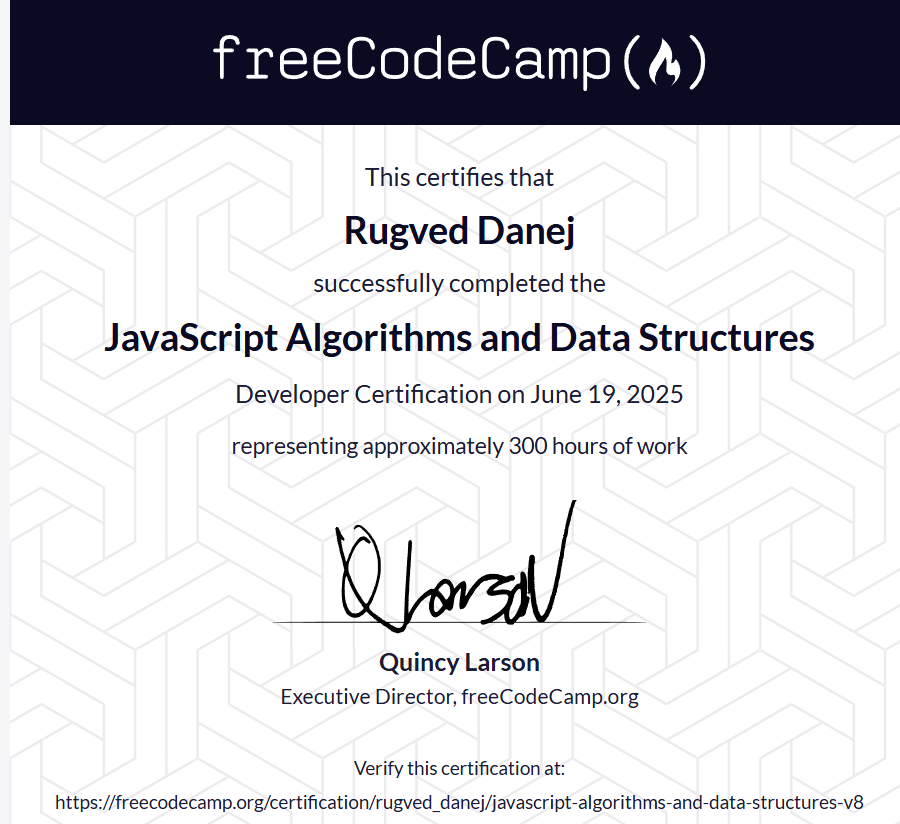 freeCodeCamp
This certifies that
Rugved Danej
successfully completed the
JavaScript Algorithms and Data Structures
Developer Certification on June 19, 2025
representing approximately 300 hours of work
QLarson
Quincy Larson
Executive Director, freeCodeCamp.org
Verify this certification at:
https://freecodecamp.org/certification/rugved_danej/javascript-algorithms-and-data-structures-v8